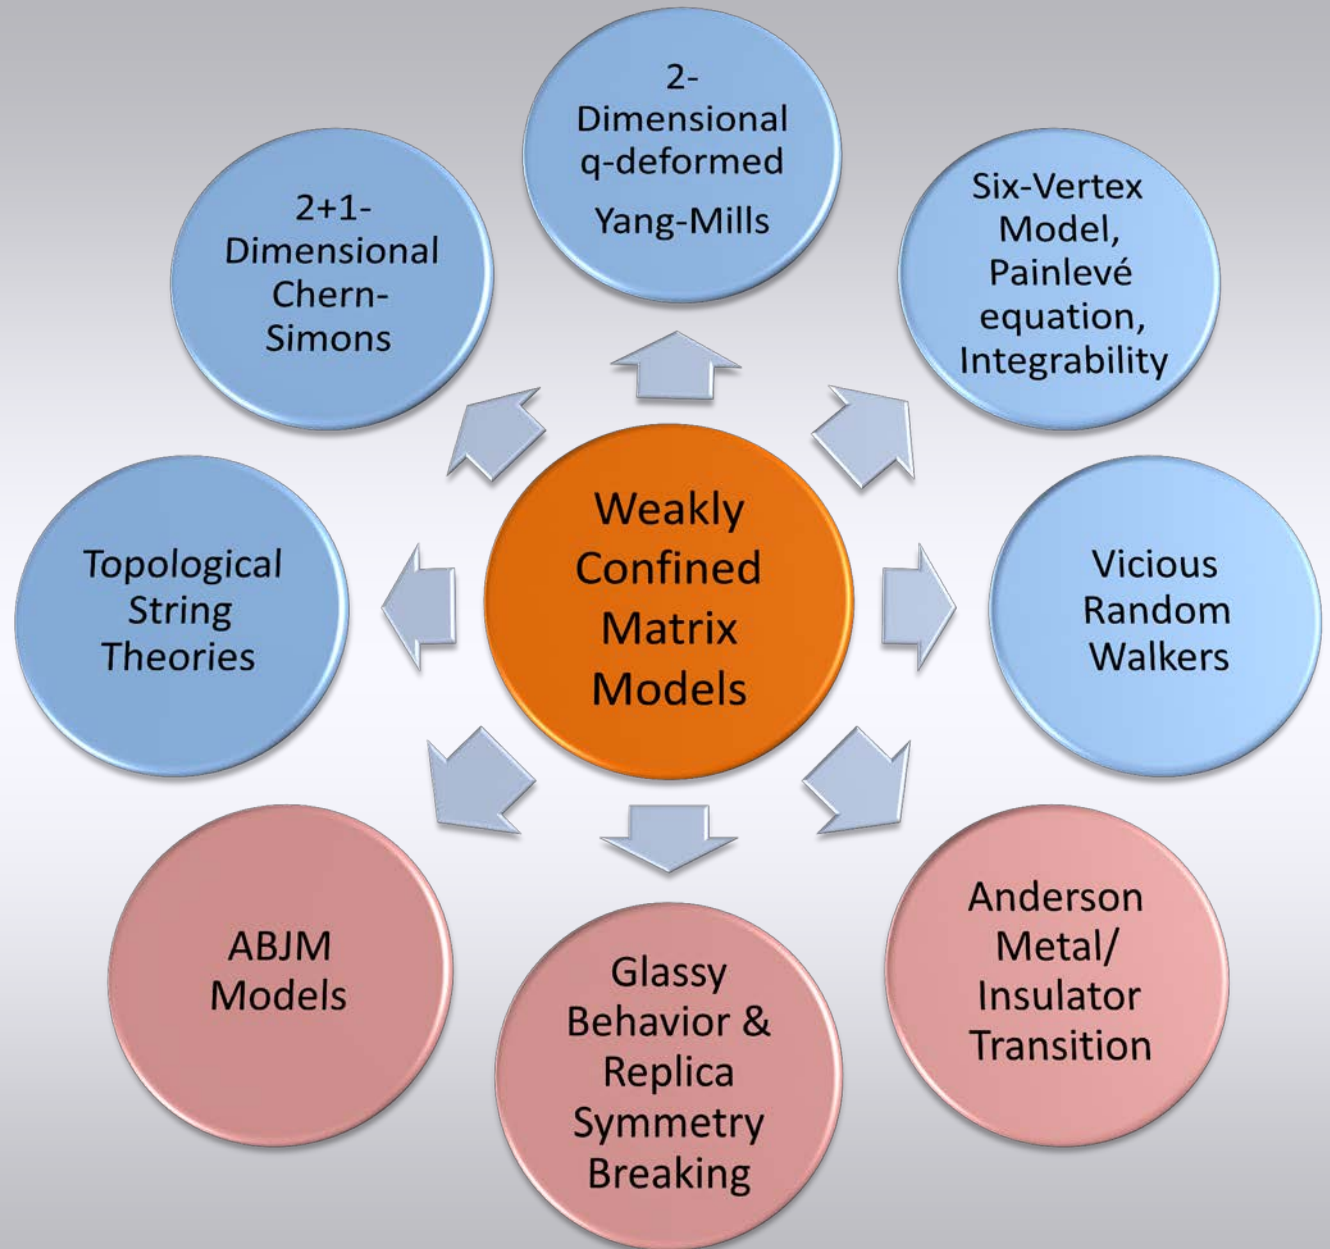 2-
Dimensional
q-deformed
Yang-Mills
Six-Vertex
Model,
Painlevé
equation,
Integrability
Vicious
Random
Walkers
Anderson
Metal/
Insulator
Transition
Glassy
Behavior &
Replica
Symmetry
Breaking
ABJM
Models
Topological
String
Theories
2+1-
Dimensional
Chern-
Simons
Weakly
Confined
Matrix
Models